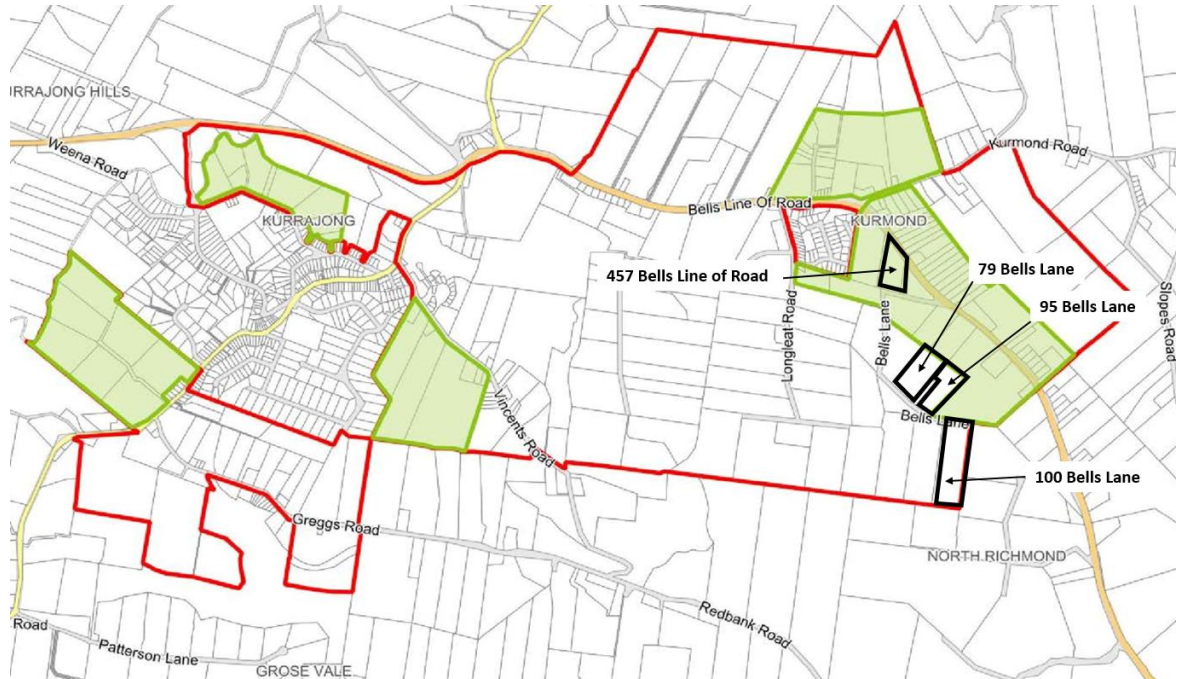 URRAJONG HILLS
Weena Road
Kurmond Road
KURRAJONG
Bells Line Of Road
KURMOND
457 Bells Line of Road
79 Bells Lane
95 Bells Lane
Slopes Road
Longleat Road
Bells Lane
Bells Lane
Vincents Road
100 Bells Lane
Greggs Road
NORTH RICHMOND
Redbank Road
Road
Patterson Lane
GROSE VALE